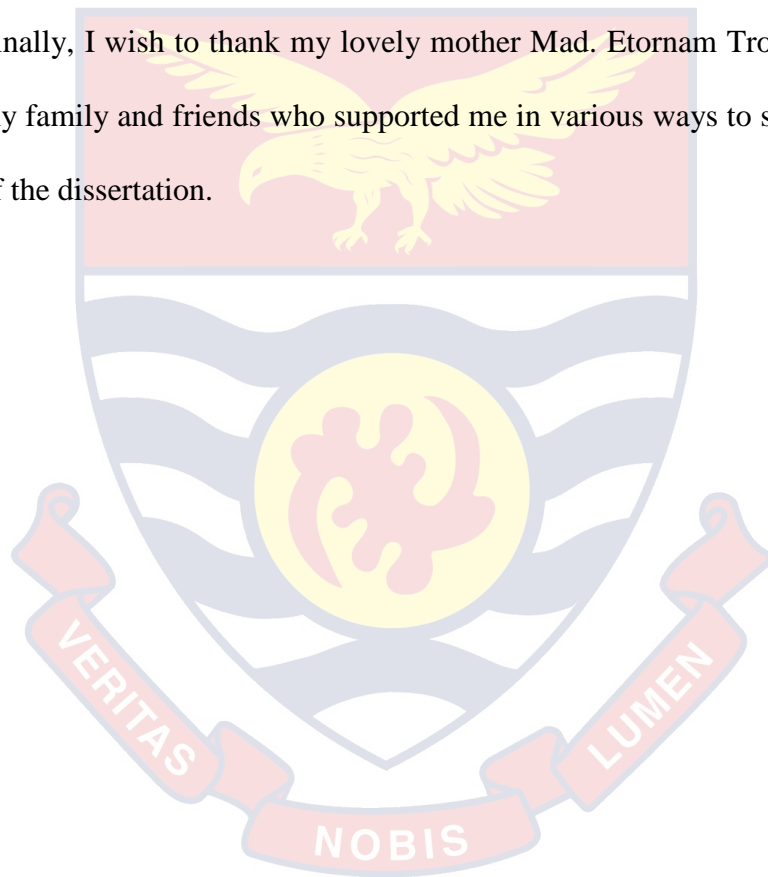 inally, I wish to thank my lovely mother Mad. Etornam Tro
y family and friends who supported me in various ways to s
f the dissertation.
VERITAS
NOBIS
LUMEN